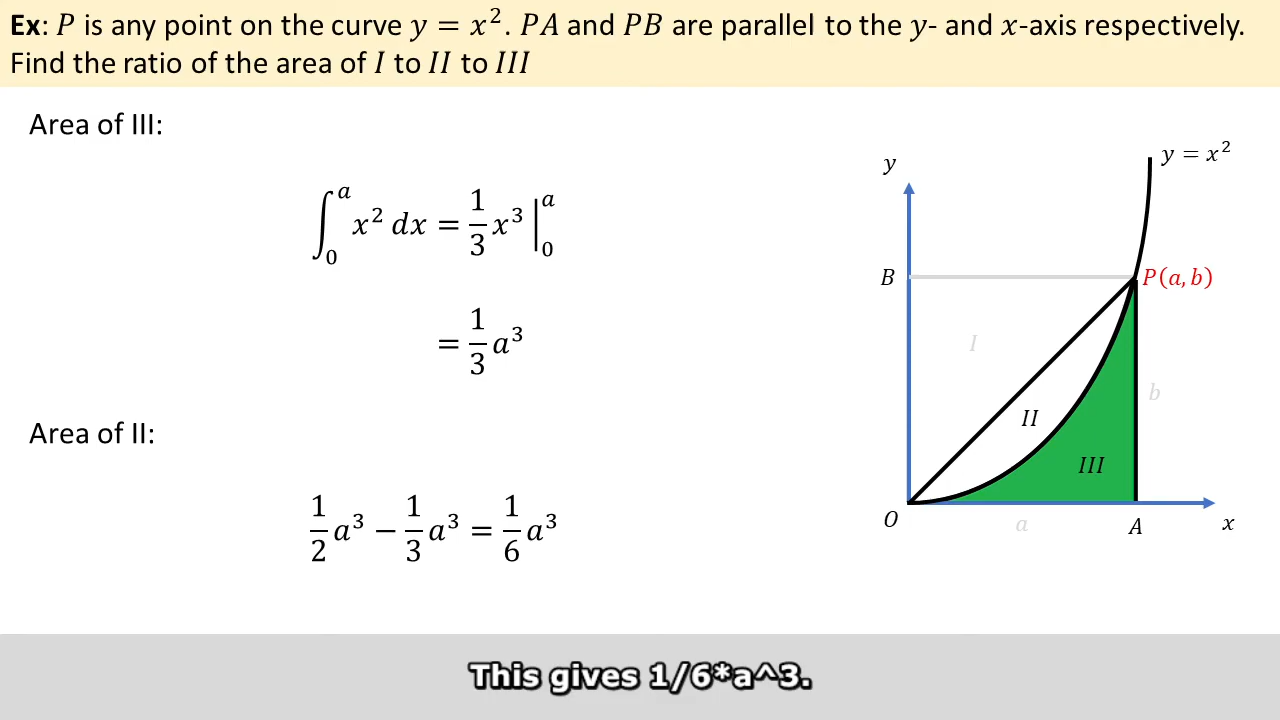 Ex: P is any point on the curve y = x². PA and PB are parallel to the y- and x-axis respectively.
Find the ratio of the area of I to II to III
Area of III:
∫₀ᵃ x² dx = 1/3 x³ |₀ᵃ
= 1/3 a³
Area of II:
1/2 a³ − 1/3 a³ = 1/6 a³
y
y = x²
B
P(a, b)
I
b
II
III
O
a
A
x
This gives 1/6*a^3.